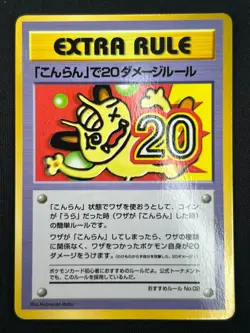 EXTRA RULE
「こんらん」で20ダメージルール
20
「こんらん」状態でワザを使おうとして、コイン
が「うら」だった時（ワザが「こんらん」した時）
の簡単ルール です。
ワザが「こんらん」してしまったら、ワザの種類
に関係なく、ワザをつかったポケモン自身が20
ダメージをうけます。
ポケモンカード初心者におすすめのルールだよ。公式トーナメント
でも、このルールを採用しているんだ。
おすすめルール No.02